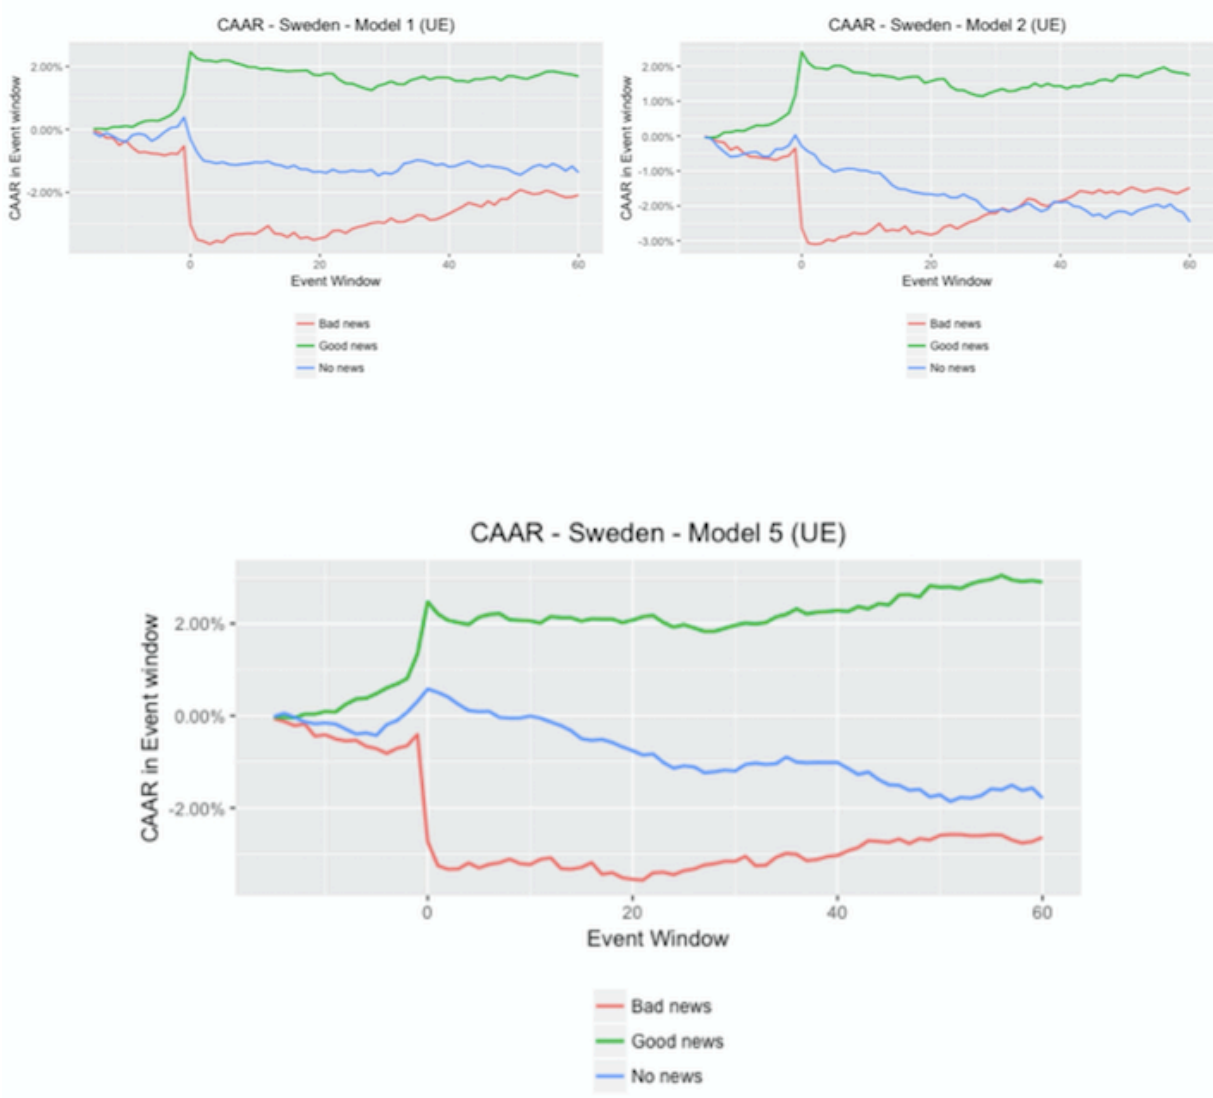 CAAR - Sweden - Model 1 (UE)
CAAR in Event window
2.00%
0.00%
-2.00%
0
20
40
60
Event Window
Bad news
Good news
No news
CAAR - Sweden - Model 2 (UE)
CAAR in Event window
2.00%
1.00%
0.00%
-1.00%
-2.00%
-3.00%
0
20
40
60
Event Window
Bad news
Good news
No news
CAAR - Sweden - Model 5 (UE)
CAAR in Event window
2.00%
0.00%
-2.00%
0
20
40
60
Event Window
Bad news
Good news
No news